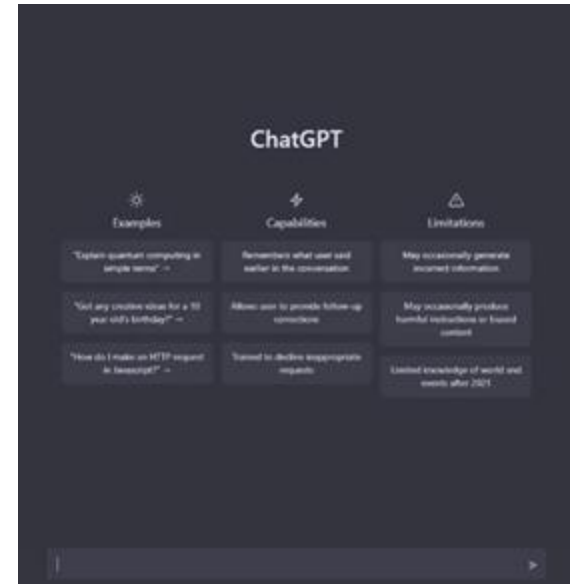 ChatGPT
Examples
"Explain quantum computing in
simple terms" →
"Got any creative ideas for a 10
year old's birthday?" →
"How do I make an HTTP request
in Javascript?" →
Capabilities
Remembers what user said
earlier in the conversation
Allows user to provide follow-up
corrections
Trained to decline inappropriate
requests
Limitations
May occasionally generate
incorrect information
May occasionally produce
harmful instructions or biased
content
Limited knowledge of world and
events after 2021